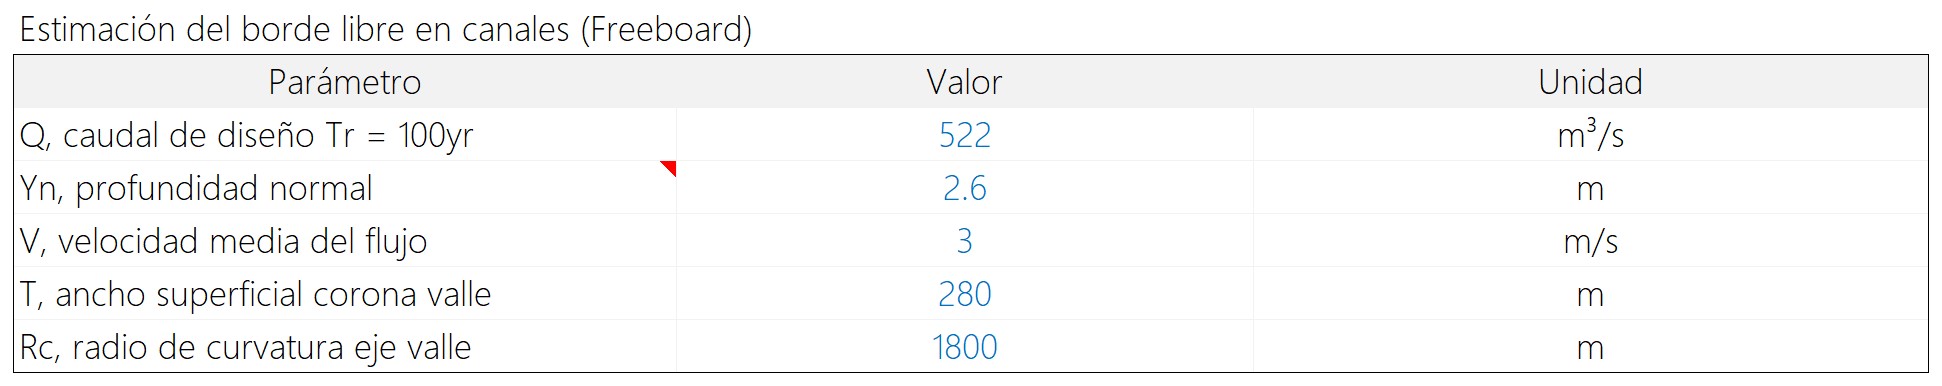 Estimación del borde libre en canales (Freeboard)
Parámetro Valor Unidad
Q, caudal de diseño Tr = 100yr 522 m³/s
Yn, profundidad normal 2.6 m
V, velocidad media del flujo 3 m/s
T, ancho superficial corona valle 280 m
Rc, radio de curvatura eje valle 1800 m